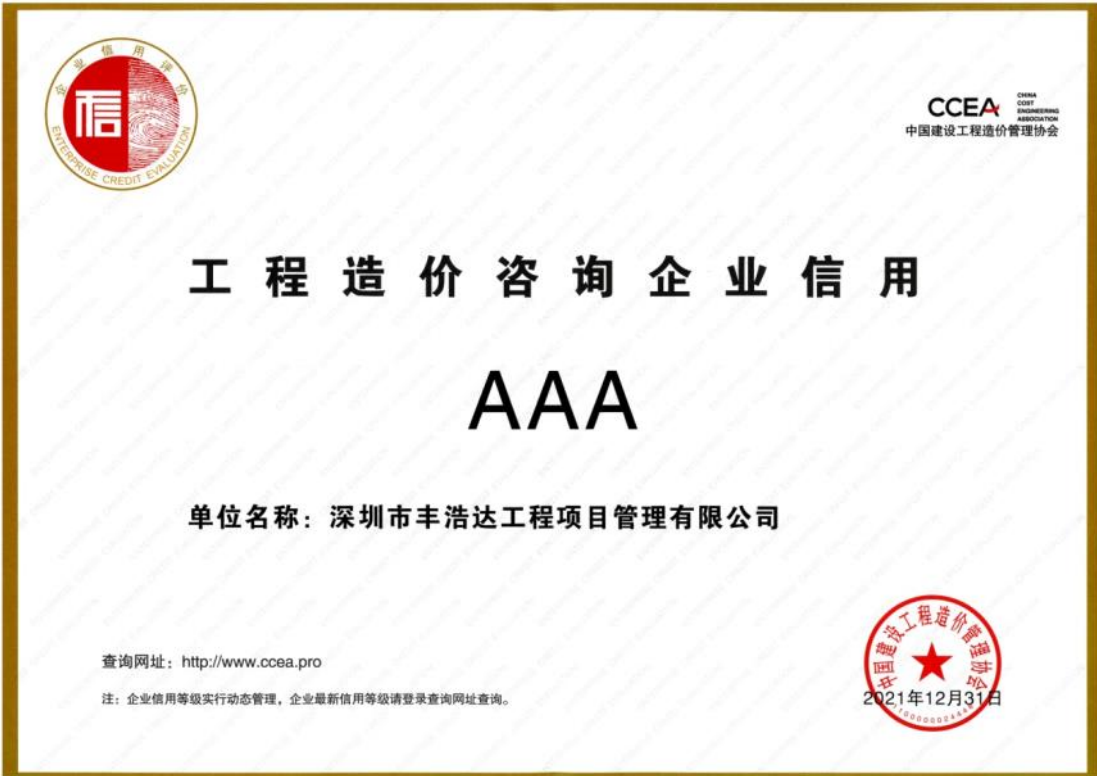 企业信用评价
信
ENTERPRISE CREDIT EVALUATION
CCEA
CHINA
COST
ENGINEERING
ASSOCIATION
中国建设工程造价管理协会
工程造价咨询企业信用
AAA
单位名称：深圳市丰浩达工程项目管理有限公司
查询网址：http://www.ccea.pro
注：企业信用等级实行动态管理，企业最新信用等级请登录查询网址查询。
中国建设工程造价管理协会
2021年12月31日